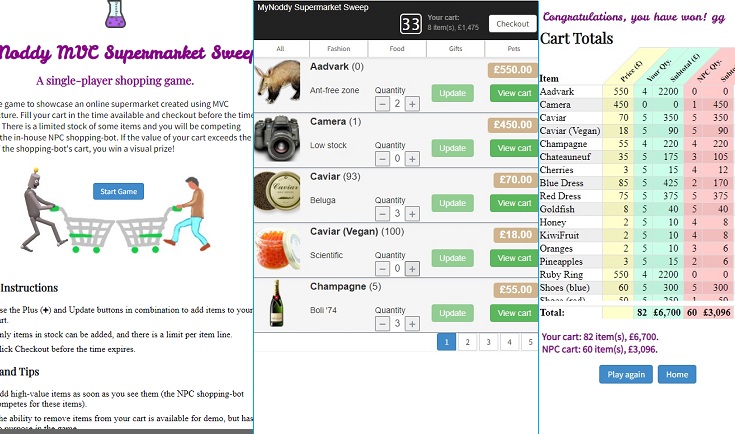 Noddy MVC Supermarket Sweep
A single-player shopping game.
e game to showcase an online supermarket created using MVC
cture. Fill your cart in the time available and checkout before the time
There is a limited stock of some items and you will be competing
the in-house NPC shopping-bot. If the value of your cart exceeds the
f the shopping-bot's cart, you win a visual prize!
Start Game
Instructions
se the Plus (+) and Update buttons in combination to add items to your
rt.
nly items in stock can be added, and there is a limit per item line.
lick Checkout before the time expires.
and Tips
dd high-value items as soon as you see them (the NPC shopping-bot
ompetes for these items).
he ability to remove items from your cart is available for demo, but has
purpose in the game
MyNoddy Supermarket Sweep
33
Your cart:
8 item(s), £1,475
Checkout
All Fashion Food Gifts Pets
Aadvark (0) £550.00
Ant-free zone Quantity − 2 + Update View cart
Camera (1) £450.00
Low stock Quantity − 0 + Update View cart
Caviar (93) £70.00
Beluga Quantity − 3 + Update View cart
Caviar (Vegan) (100) £18.00
Scientific Quantity − 0 + Update View cart
Champagne (5) £55.00
Boli '74 Quantity − 3 + Update View cart
1 2 3 4 5
Congratulations, you have won! gg
Cart Totals
Item Price (£) Your Qty. Subtotal (£) NPC Qty. Subt
Aadvark 550 4 2200 0 0
Camera 450 0 0 1 450
Caviar 70 5 350 5 350
Caviar (Vegan) 18 5 90 5 90
Champagne 55 4 220 4 220
Chateauneuf 35 5 175 3 105
Cherries 3 5 15 4 12
Blue Dress 85 5 425 2 170
Red Dress 75 5 375 5 375
Goldfish 8 5 40 5 40
Honey 2 5 10 4 8
KiwiFruit 2 5 10 4 8
Oranges 2 5 10 3 6
Pineapples 3 5 15 2 6
Ruby Ring 550 4 2200 0 0
Shoes (blue) 60 5 300 5 300
Shoes (red) 50 5 250 1 50
Total: 82 £6,700 60 £3,096
Your cart: 82 item(s), £6,700.
NPC cart: 60 item(s), £3,096.
Play again Home